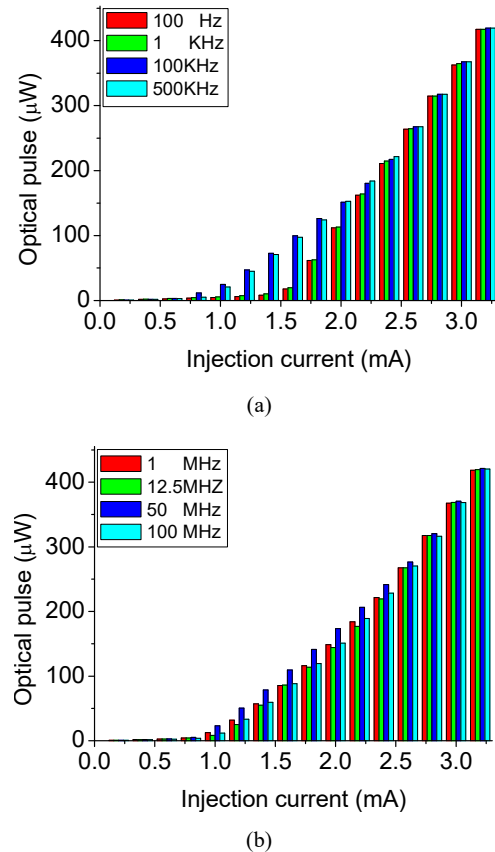 400
300
200
100
0
Optical pulse (μW)
100 Hz
1 KHz
100KHz
500KHz
0.0 0.5 1.0 1.5 2.0 2.5 3.0
Injection current (mA)
(a)
400
300
200
100
0
Optical pulse (μW)
1 MHz
12.5MHZ
50 MHz
100 MHz
0.0 0.5 1.0 1.5 2.0 2.5 3.0
Injection current (mA)
(b)